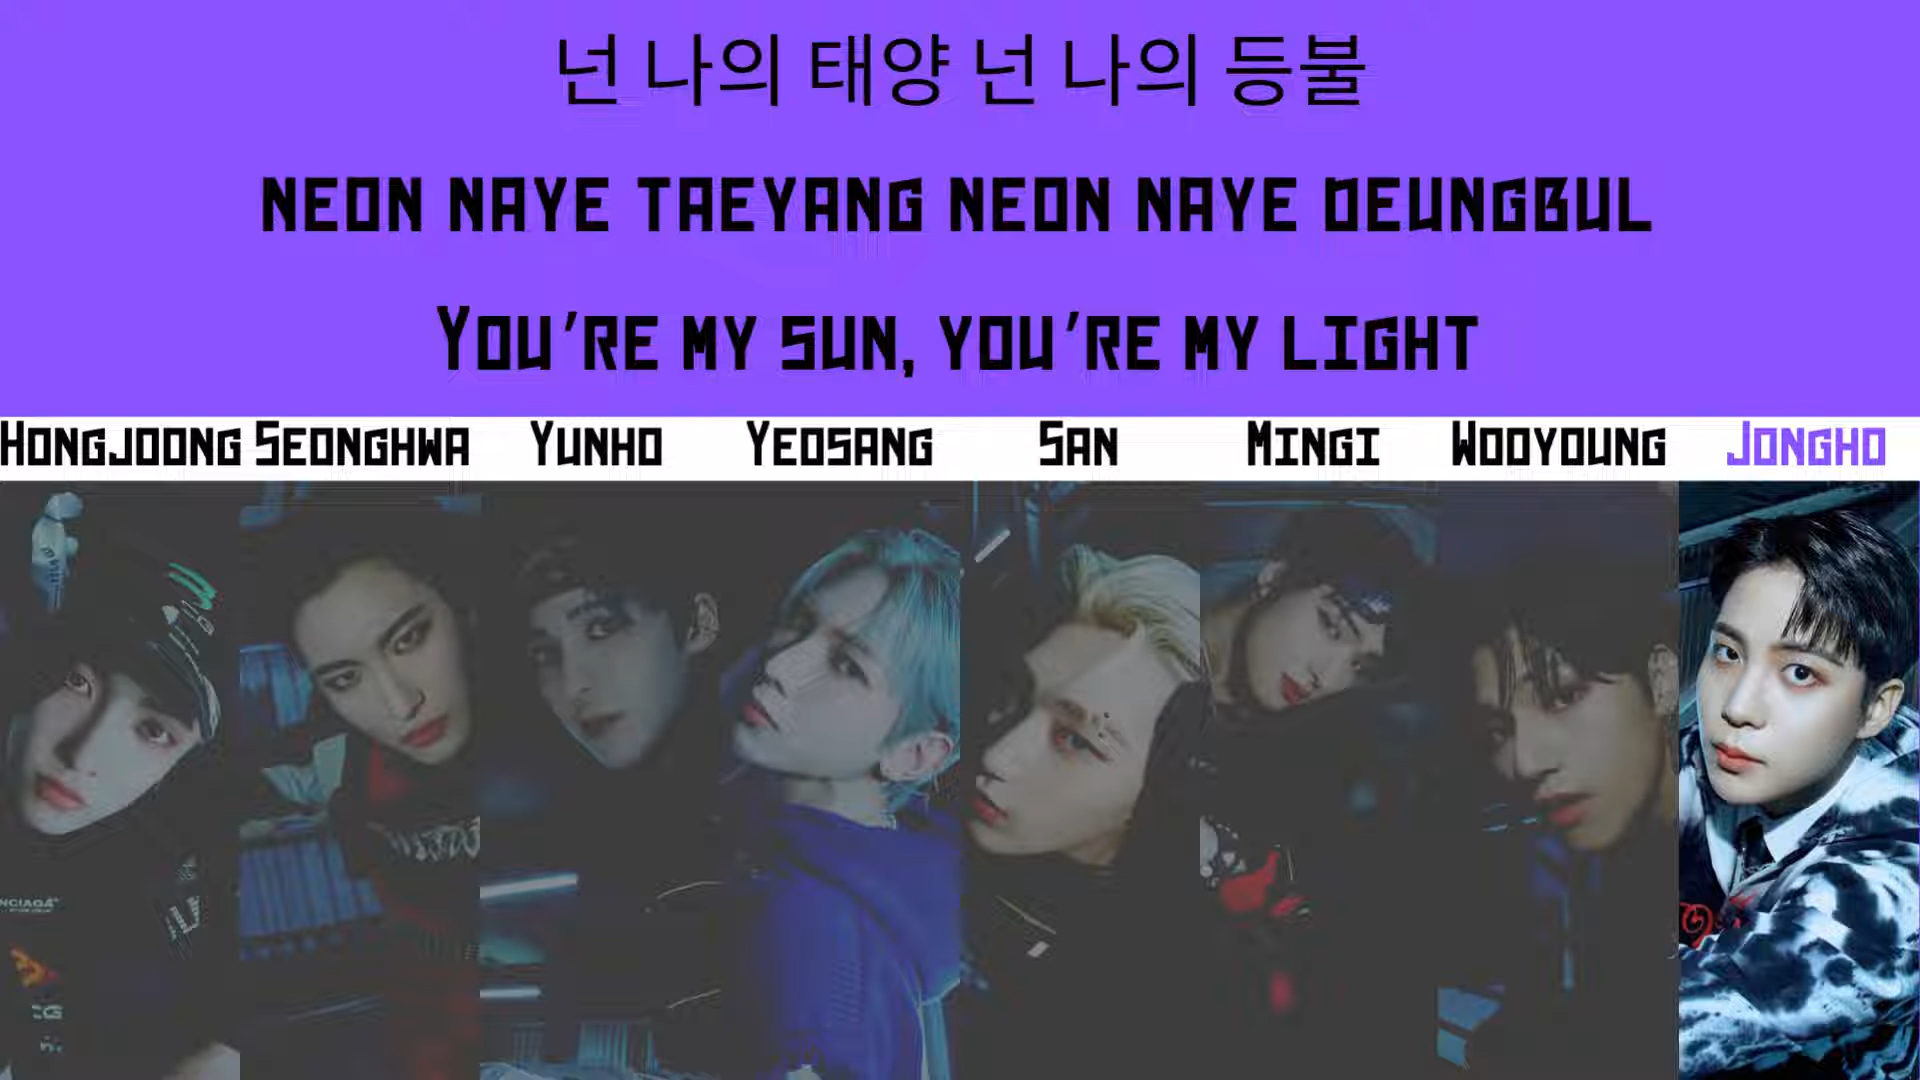 넌 나의 태양 넌 나의 등불
NEON NAYE TAEYANG NEON NAYE DEUNGBUL
YOU'RE MY SUN, YOU'RE MY LIGHT
HONGJOONG SEONGHWA YUNHO YEOSANG SAN MINGI WOOYOUNG JONGHO